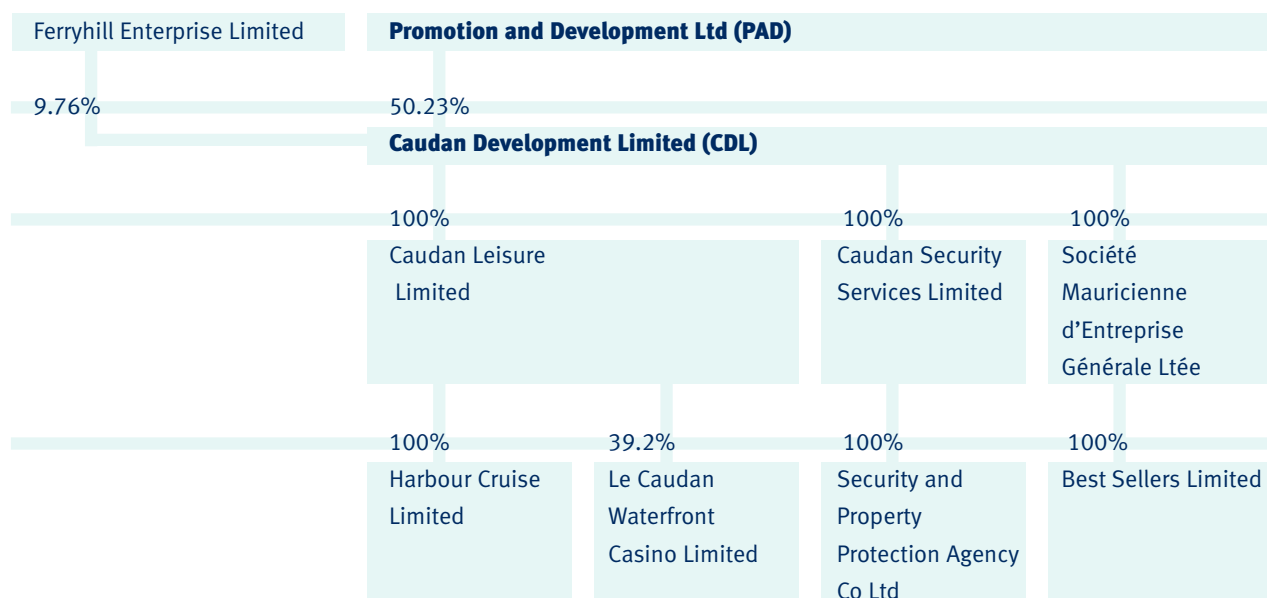 Ferryhill Enterprise Limited
Promotion and Development Ltd (PAD)
9.76%
50.23%
Caudan Development Limited (CDL)
100%
100%
100%
Caudan Leisure
Limited
Caudan Security
Services Limited
Société
Mauricienne
d’Entreprise
Générale Ltée
100%
39.2%
100%
100%
Harbour Cruise
Limited
Le Caudan
Waterfront
Casino Limited
Security and
Property
Protection Agency
Co Ltd
Best Sellers Limited